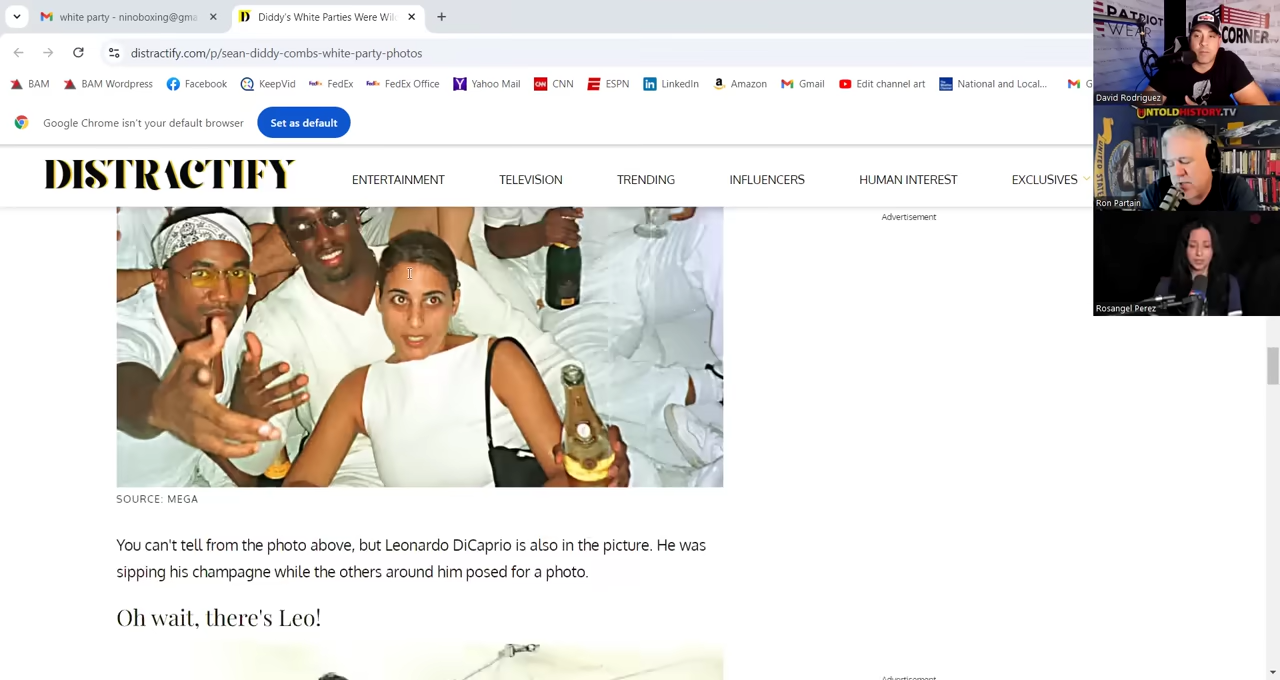 white party - ninoboxing@gma
Diddy's White Parties Were Wil
distractify.com/p/sean-diddy-combs-white-party-photos
BAM
BAM Wordpress
Facebook
KeepVid
FedEx
FedEx Office
Yahoo Mail
CNN
ESPN
LinkedIn
Amazon
Gmail
Edit channel art
National and Local...
G
Google Chrome isn't your default browser
Set as default
DISTRACTIFY
ENTERTAINMENT
TELEVISION
TRENDING
INFLUENCERS
HUMAN INTEREST
EXCLUSIVES
Advertisement
SOURCE: MEGA
You can't tell from the photo above, but Leonardo DiCaprio is also in the picture. He was
sipping his champagne while the others around him posed for a photo.
Oh wait, there's Leo!
Advertisement
PATRIOT
WEAR
CORNER
David Rodriguez
UNTOLDHISTORY.TV
UNITED STATE
Ron Partain
Rosangel Perez